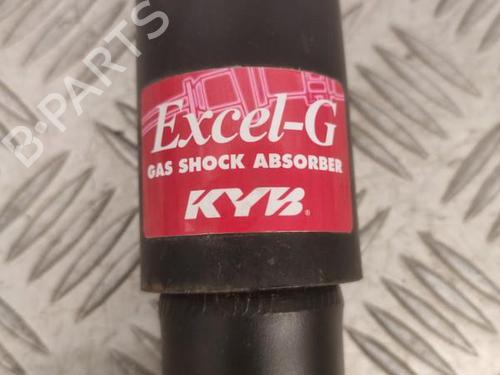 B-PARTS
Excel-G
GAS SHOCK ABSORBER
KYB®